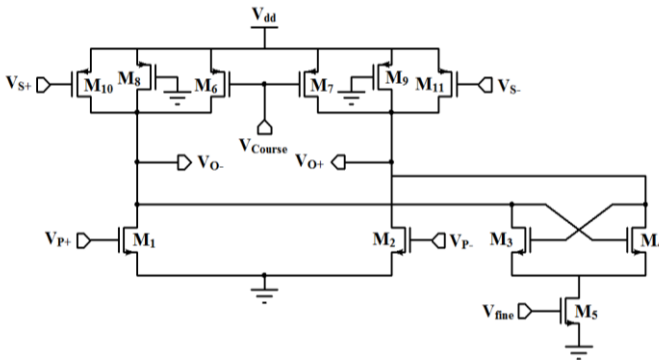 Vdd
VS+
M10
M8
M6
M7
M9
M11
VS-
VCourse
VO-
VO+
VP+
M1
M2
VP-
M3
M
Vfine
M5